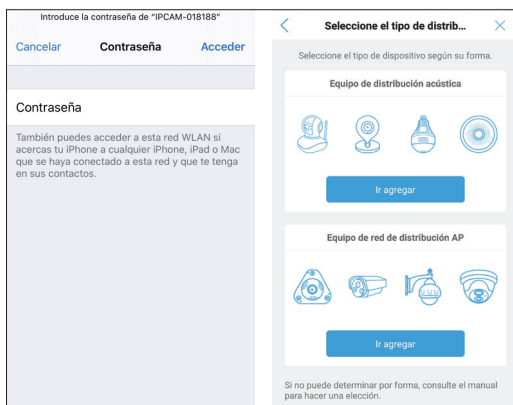 Introduce la contraseña de “IPCAM-018188”
Cancelar Contraseña Acceder
Contraseña
También puedes acceder a esta red WLAN si
acercas tu iPhone a cualquier iPhone, iPad o Mac
que se haya conectado a esta red y que te tenga
en sus contactos.
Seleccione el tipo de distrib...
Seleccione el tipo de dispositivo según su forma.
Equipo de distribución acústica
Ir agregar
Equipo de red de distribución AP
Ir agregar
Si no puede determinar por forma, consulte el manual
para hacer una elección.